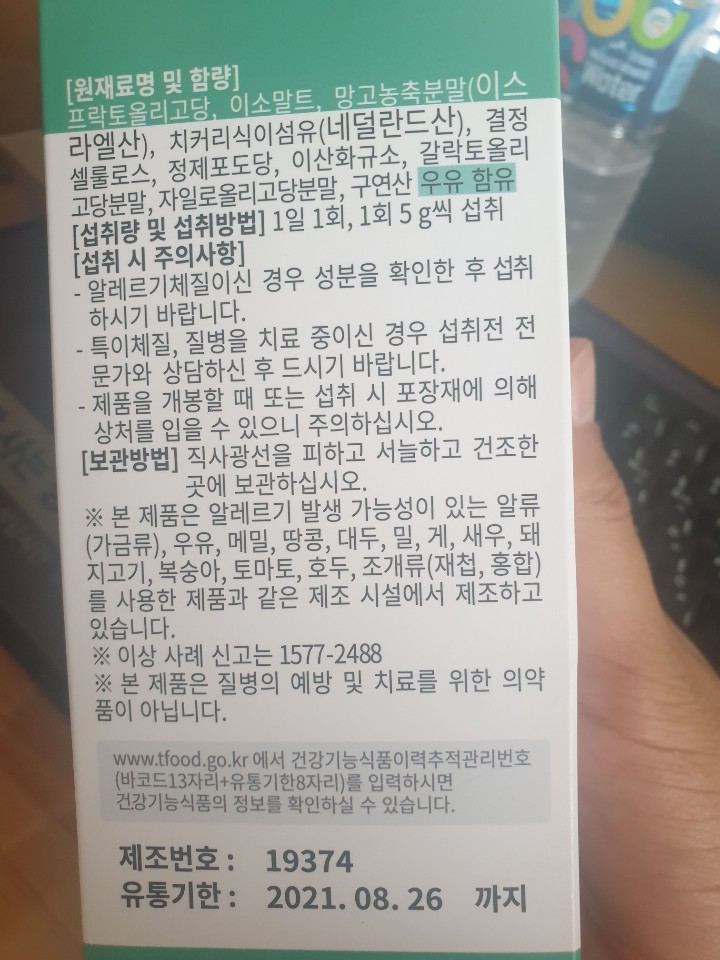 [원재료명 및 함량]
프락토올리고당, 이소말트, 망고농축분말(이스
라엘산), 치커리식이섬유(네덜란드산), 결정
셀룰로스, 정제포도당, 이산화규소, 갈락토올리
고당분말, 자일로올리고당분말, 구연산 우유 함유
[섭취량 및 섭취방법] 1일 1회, 1회 5 g씩 섭취
[섭취 시 주의사항]
- 알레르기체질이신 경우 성분을 확인한 후 섭취
하시기 바랍니다.
- 특이체질, 질병을 치료 중이신 경우 섭취전 전
문가와 상담하신 후 드시기 바랍니다.
- 제품을 개봉할 때 또는 섭취 시 포장재에 의해
상처를 입을 수 있으니 주의하십시오.
[보관방법] 직사광선을 피하고 서늘하고 건조한
곳에 보관하십시오.
※ 본 제품은 알레르기 발생 가능성이 있는 알류
(가금류), 우유, 메밀, 땅콩, 대두, 밀, 게, 새우, 돼
지고기, 복숭아, 토마토, 호두, 조개류(재첩, 홍합)
를 사용한 제품과 같은 제조 시설에서 제조하고
있습니다.
※ 이상 사례 신고는 1577-2488
※ 본 제품은 질병의 예방 및 치료를 위한 의약
품이 아닙니다.
www.tfood.go.kr 에서 건강기능식품이력추적관리번호
(바코드13자리+유통기한8자리)를 입력하시면
건강기능식품의 정보를 확인하실 수 있습니다.
제조번호 : 19374
유통기한 : 2021. 08. 26 까지
Water